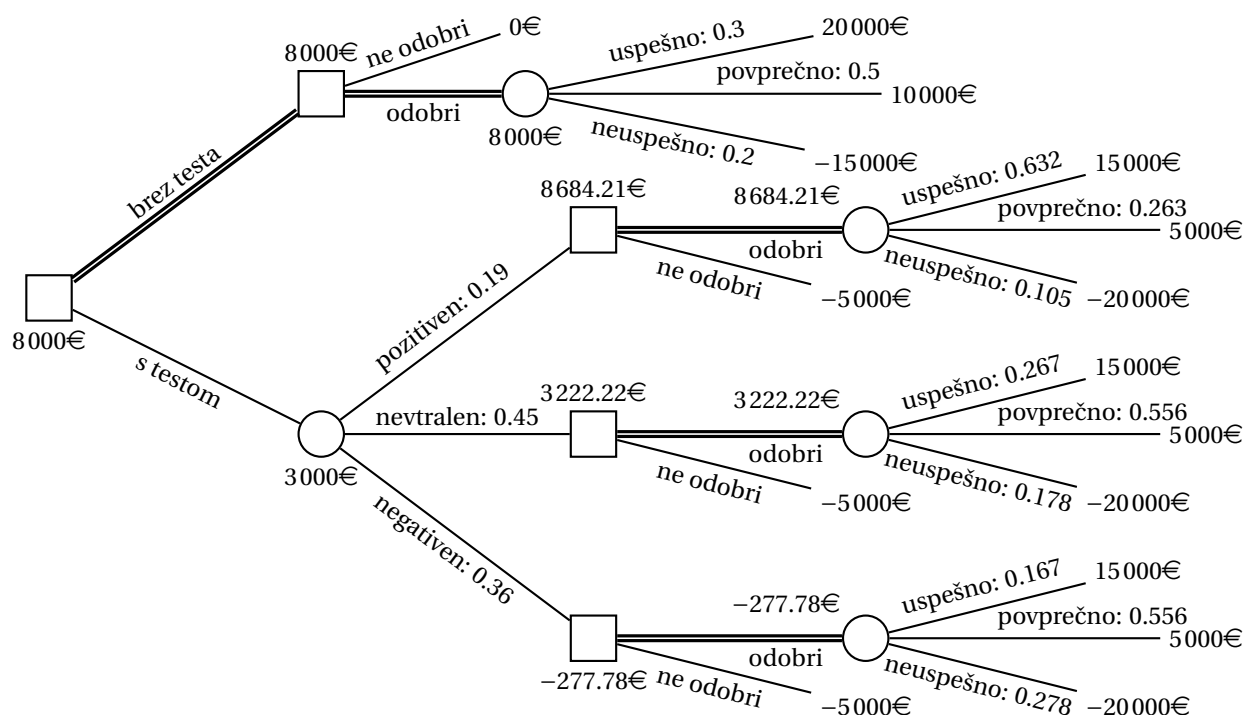 8000€
ne odobri
0€
odobri
8000€
uspešno: 0.3
20000€
povprečno: 0.5
10000€
neuspešno: 0.2
−15000€
brez testa
8000€
s testom
3000€
pozitiven: 0.19
8684.21€
8684.21€
odobri
ne odobri
−5000€
uspešno: 0.632
15000€
povprečno: 0.263
5000€
neuspešno: 0.105
−20000€
nevtralen: 0.45
3222.22€
3222.22€
odobri
ne odobri
−5000€
uspešno: 0.267
15000€
povprečno: 0.556
5000€
neuspešno: 0.178
−20000€
negativen: 0.36
−277.78€
−277.78€
odobri
ne odobri
−5000€
uspešno: 0.167
15000€
povprečno: 0.556
5000€
neuspešno: 0.278
−20000€